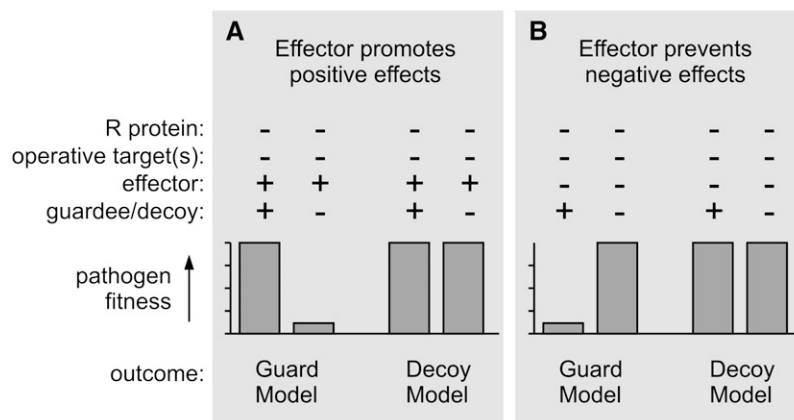 A
Effector promotes
positive effects
B
Effector prevents
negative effects
R protein: - - - - - - - -
operative target(s): - - - - - - - -
effector: + + + + - - - -
guardee/decoy: + - + - + - + -
pathogen
fitness
outcome: Guard Model Decoy Model Guard Model Decoy Model